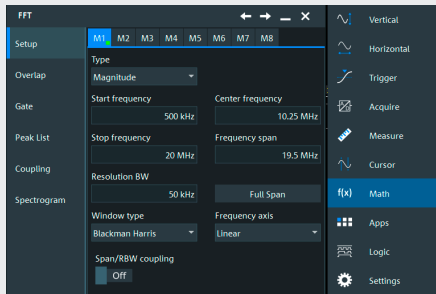 FFT
Setup
Overlap
Gate
Peak List
Coupling
Spectrogram
M1 M2 M3 M4 M5 M6 M7 M8
Type
Magnitude
Start frequency Center frequency
500 kHz 10.25 MHz
Stop frequency Frequency span
20 MHz 19.5 MHz
Resolution BW
50 kHz Full Span
Window type Frequency axis
Blackman Harris Linear
Span/RBW coupling
Off
Vertical
Horizontal
Trigger
Acquire
Measure
Cursor
f(x) Math
Apps
Logic
Settings